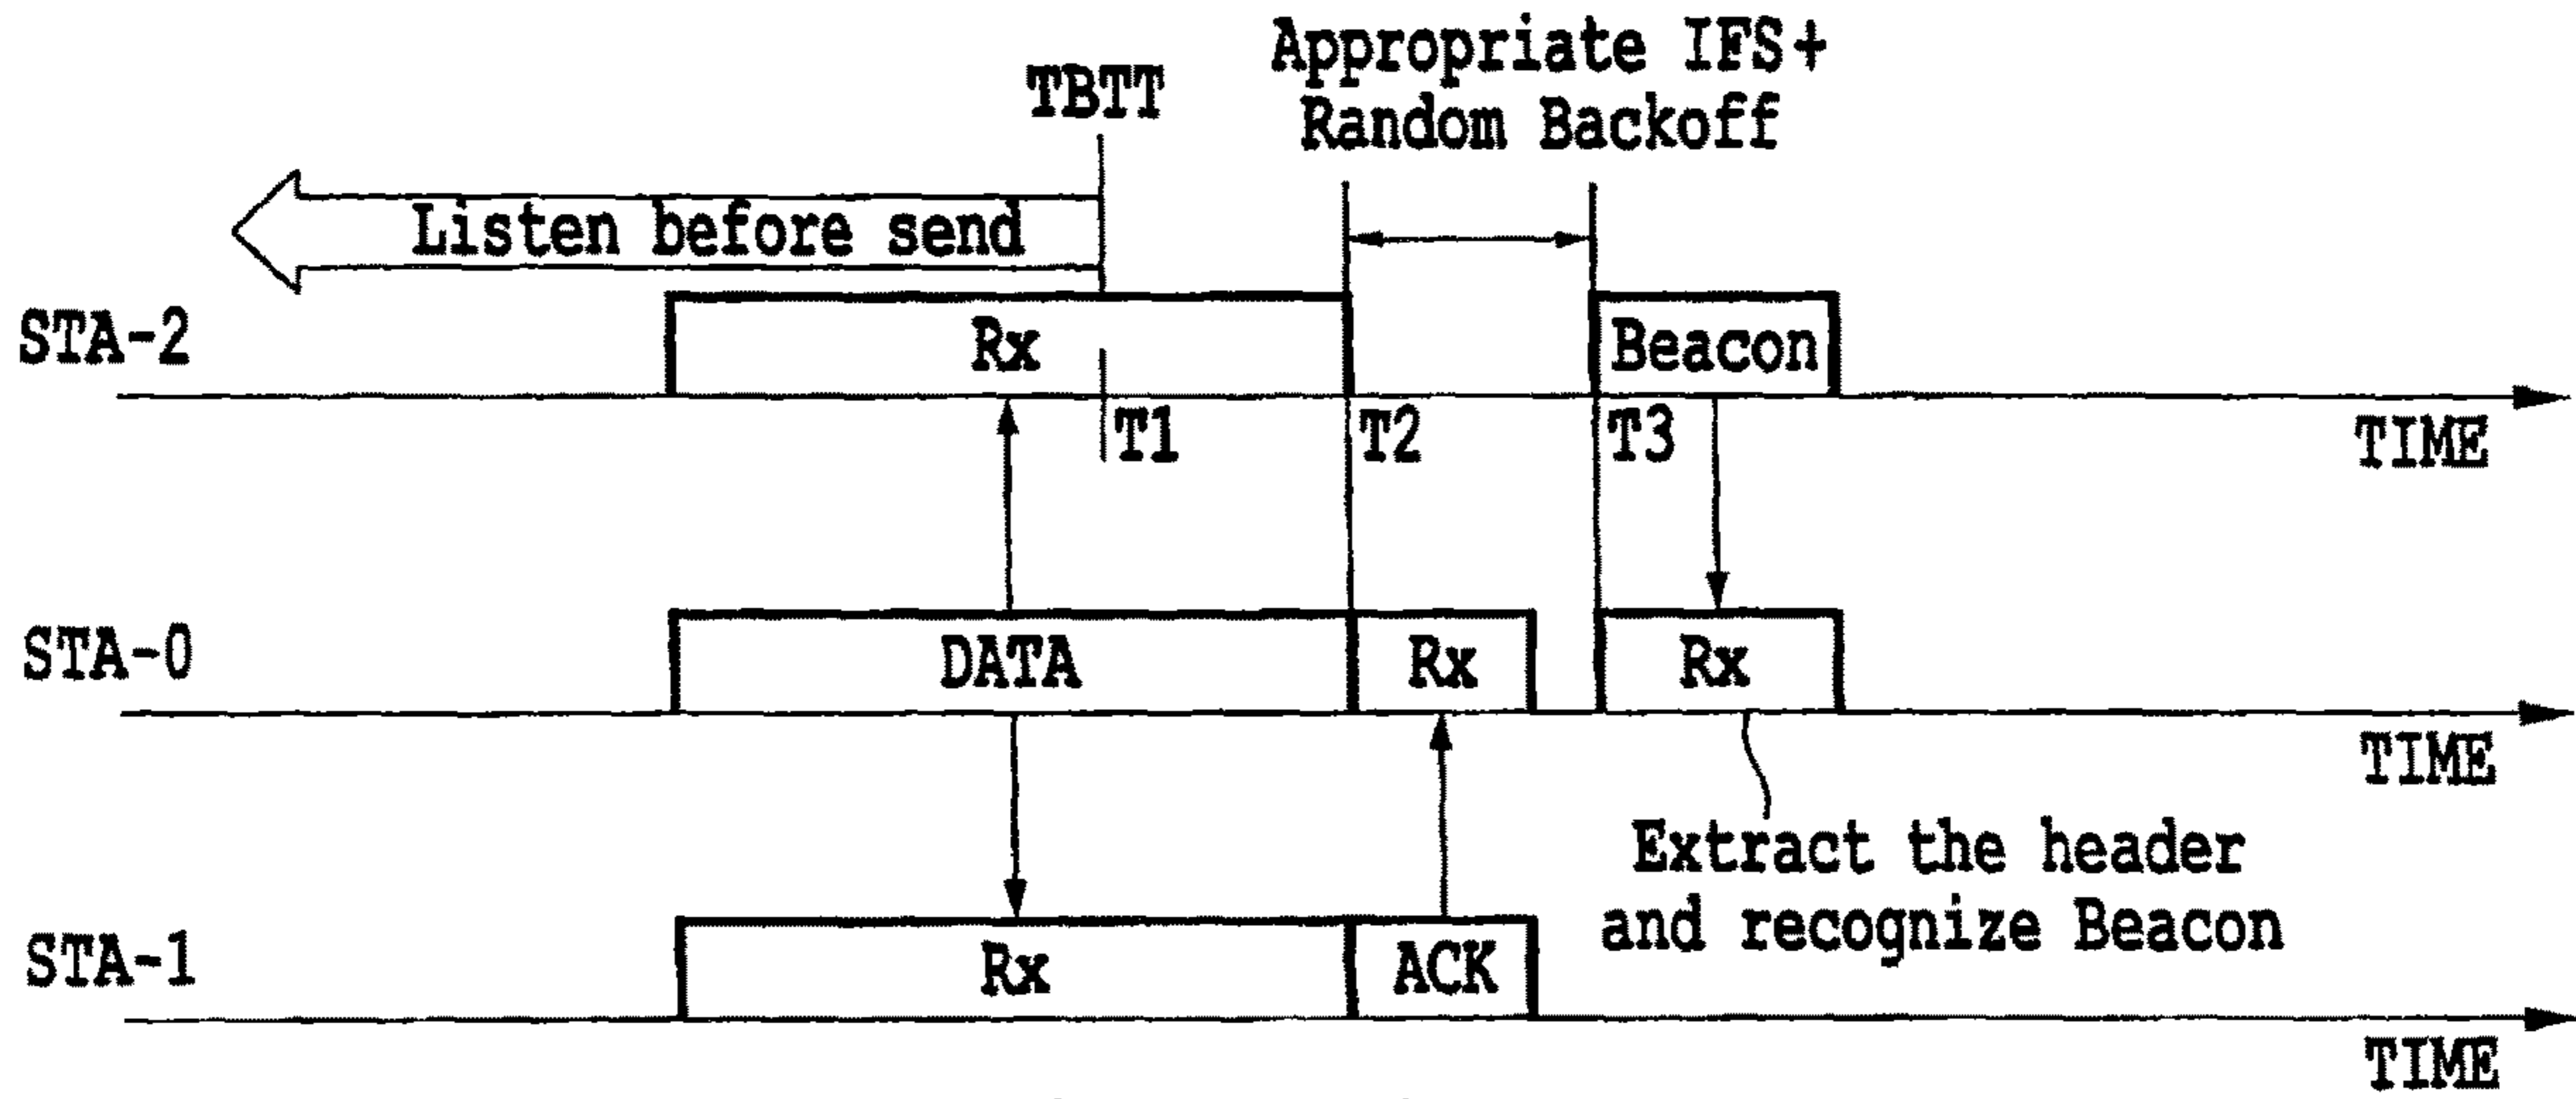 Appropriate IFS+
Random Backoff
TBTT
Listen before send
STA-2
Rx
Beacon
T1
T2
T3
TIME
STA-0
DATA
Rx
Rx
TIME
Extract the header
and recognize Beacon
STA-1
Rx
ACK
TIME